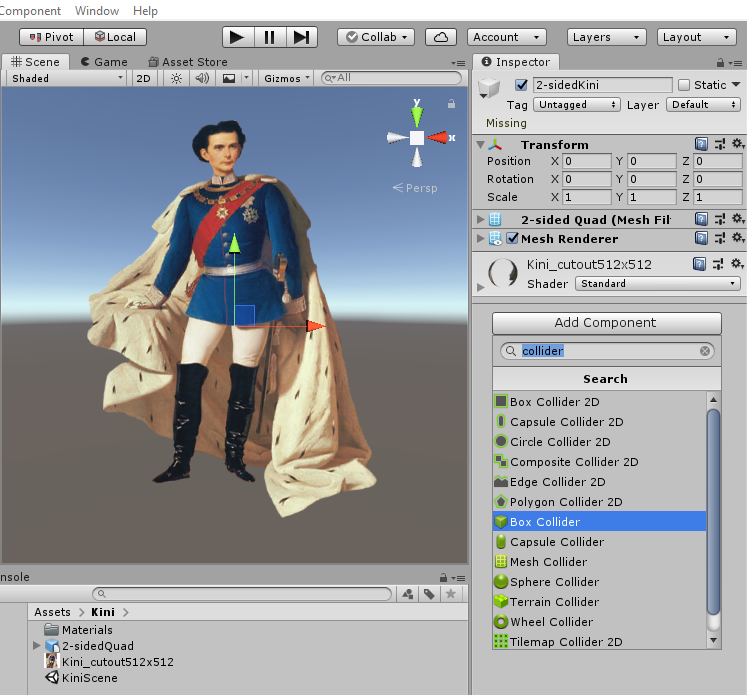 Component Window Help
Pivot Local Collab Account Layers Layout
Scene Game Asset Store
Shaded 2D Gizmos All
y
x
Persp
Inspector
2-sidedKini Static
Tag Untagged Layer Default
Missing
Transform
Position X 0 Y 0 Z 0
Rotation X 0 Y 0 Z 0
Scale X 1 Y 1 Z 1
2-sided Quad (Mesh Fil
Mesh Renderer
Kini_cutout512x512
Shader Standard
Add Component
collider
Search
Box Collider 2D
Capsule Collider 2D
Circle Collider 2D
Composite Collider 2D
Edge Collider 2D
Polygon Collider 2D
Box Collider
Capsule Collider
Mesh Collider
Sphere Collider
Terrain Collider
Wheel Collider
Tilemap Collider 2D
nsole
Assets > Kini >
Materials
2-sidedQuad
Kini_cutout512x512
KiniScene